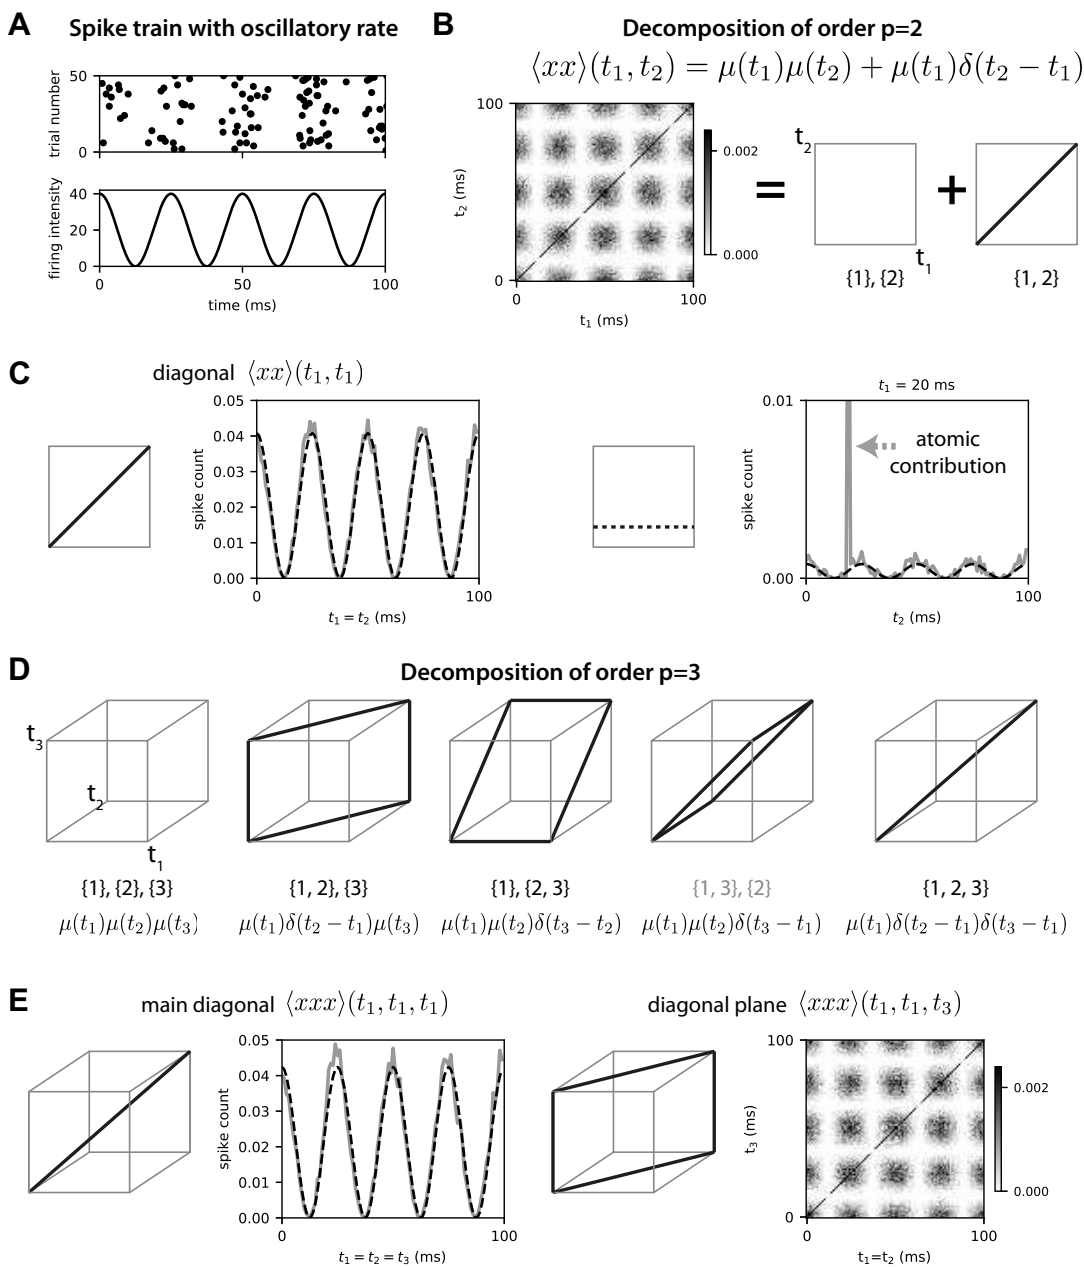 A Spike train with oscillatory rate
trial number
50
0
firing intensity
40
20
0
0 50 100
time (ms)
B Decomposition of order p=2
⟨xx⟩(t₁, t₂) = μ(t₁)μ(t₂) + μ(t₁)δ(t₂ − t₁)
100
t₂ (ms)
0
0 100
t₁ (ms)
0.002
0.000
=
t₂
t₁
{1}, {2}
+
{1, 2}
C
diagonal ⟨xx⟩(t₁, t₁)
spike count
0.05
0.04
0.03
0.02
0.01
0.00
0 100
t₁ = t₂ (ms)
t₁ = 20 ms
spike count
0.01
0.00
atomic
contribution
0 100
t₂ (ms)
D Decomposition of order p=3
t₃
t₂
t₁
{1}, {2}, {3} {1, 2}, {3} {1}, {2, 3} {1, 3}, {2} {1, 2, 3}
μ(t₁)μ(t₂)μ(t₃) μ(t₁)δ(t₂ − t₁)μ(t₃) μ(t₁)μ(t₂)δ(t₃ − t₂) μ(t₁)μ(t₂)δ(t₃ − t₁) μ(t₁)δ(t₂ − t₁)δ(t₃ − t₁)
E
main diagonal ⟨xxx⟩(t₁, t₁, t₁)
spike count
0.05
0.04
0.03
0.02
0.01
0.00
0 100
t₁ = t₂ = t₃ (ms)
diagonal plane ⟨xxx⟩(t₁, t₁, t₃)
100
t₃ (ms)
0
0 100
t₁=t₂ (ms)
0.002
0.000